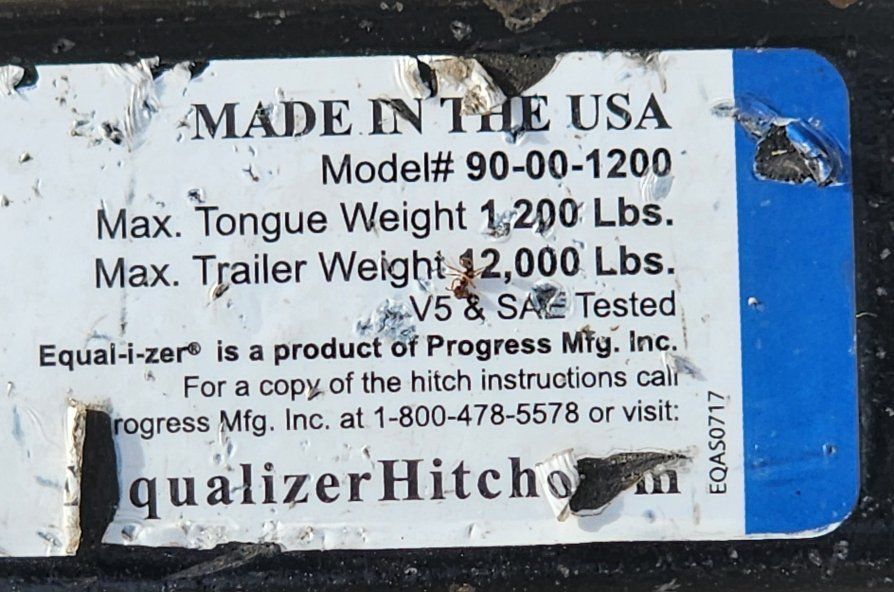 MADE IN THE USA
Model# 90-00-1200
Max. Tongue Weight 1,200 Lbs.
Max. Trailer Weight 12,000 Lbs.
V5 & SAE Tested
Equal-i-zer® is a product of Progress Mfg. Inc.
For a copy of the hitch instructions call
rogress Mfg. Inc. at 1-800-478-5578 or visit:
qualizerHitch
EQAS0717